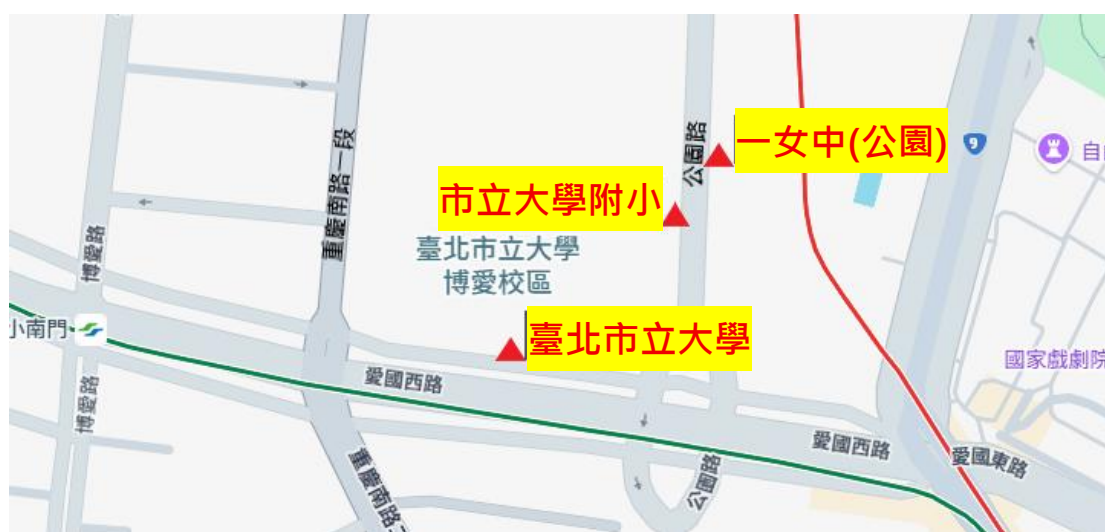 一女中(公園)
公園路
9
自
重慶南路一段
市立大學附小
臺北市立大學
博愛校區
博愛路
小南門
臺北市立大學
國家戲劇院
愛國西路
博愛路
愛國西路
愛國東路
重慶南路二
公園路